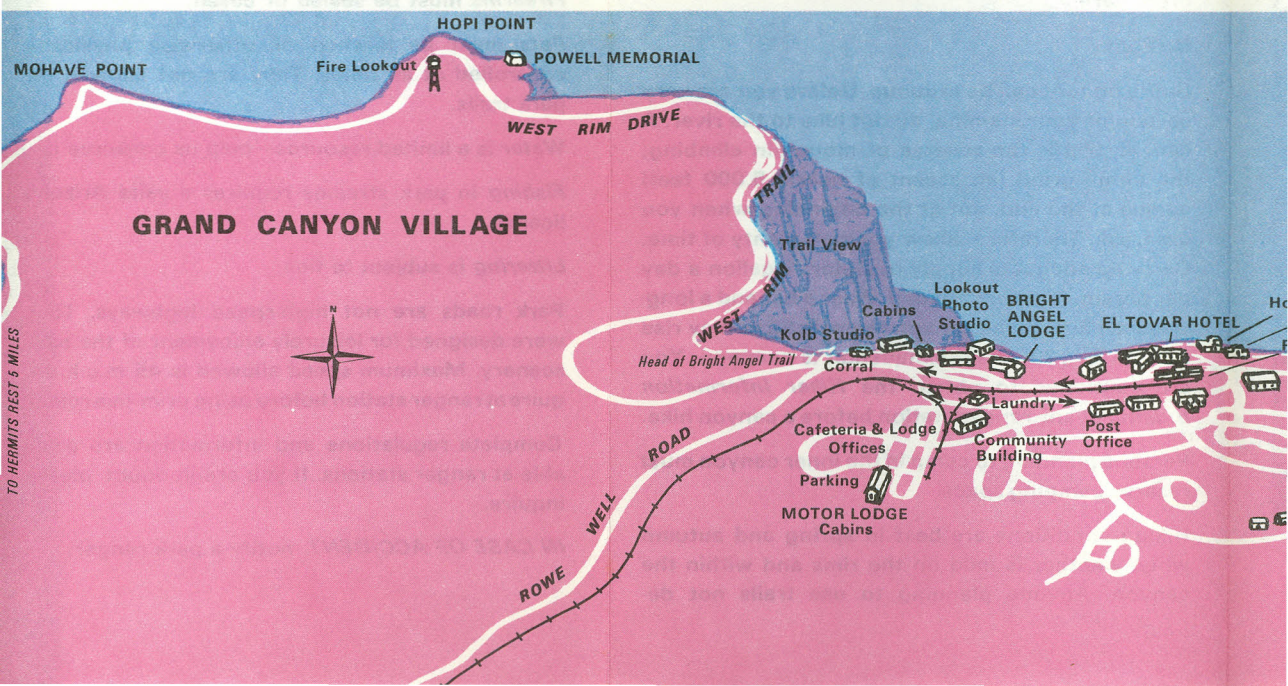 HOPI POINT
MOHAVE POINT
Fire Lookout
POWELL MEMORIAL
WEST RIM DRIVE
GRAND CANYON VILLAGE
WEST RIM TRAIL
Trail View
N
TO HERMITS REST 5 MILES
Lookout
Photo
Studio
Cabins
BRIGHT
ANGEL
LODGE
EL TOVAR HOTEL
Ho
Kolb Studio
Head of Bright Angel Trail
Corral
Laundry
Cafeteria & Lodge
Offices
Community
Building
Post
Office
Parking
MOTOR LODGE
Cabins
ROWE WELL ROAD